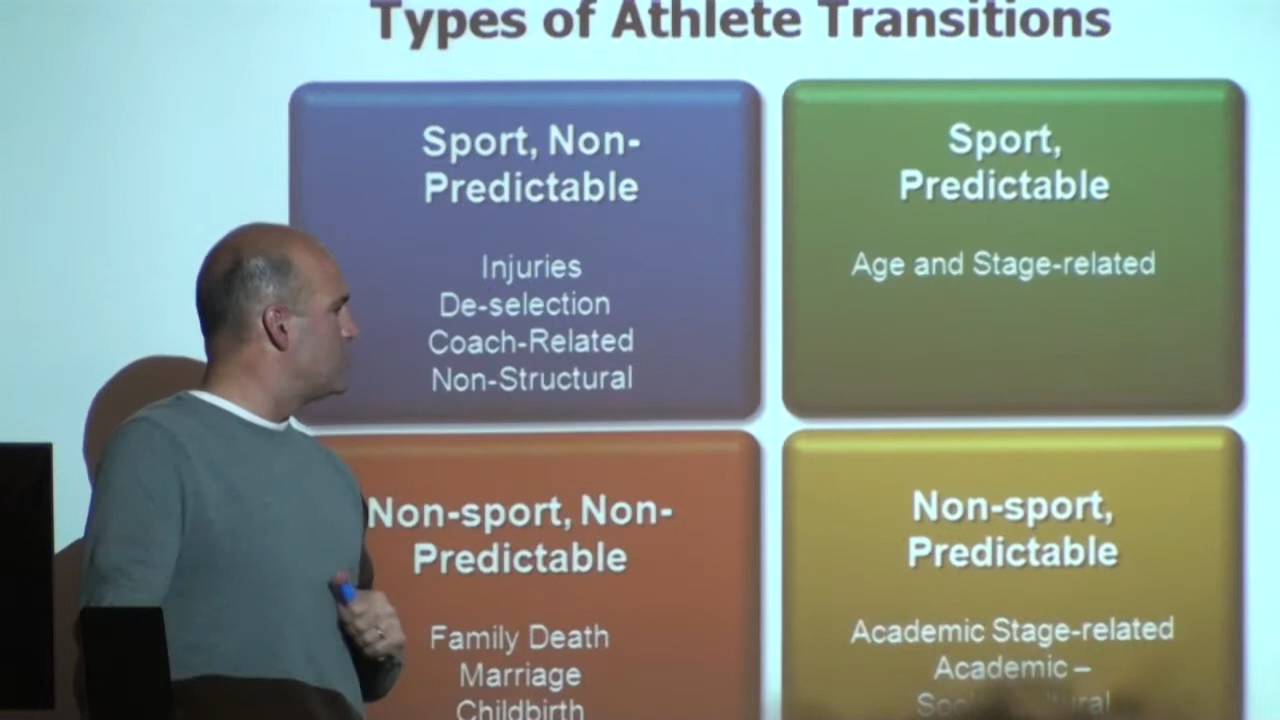 Types of Athlete Transitions
Sport, Non-
Predictable
Injuries
De-selection
Coach-Related
Non-Structural
Sport,
Predictable
Age and Stage-related
Non-sport, Non-
Predictable
Family Death
Marriage
Childbirth
Non-sport,
Predictable
Academic Stage-related
Academic –